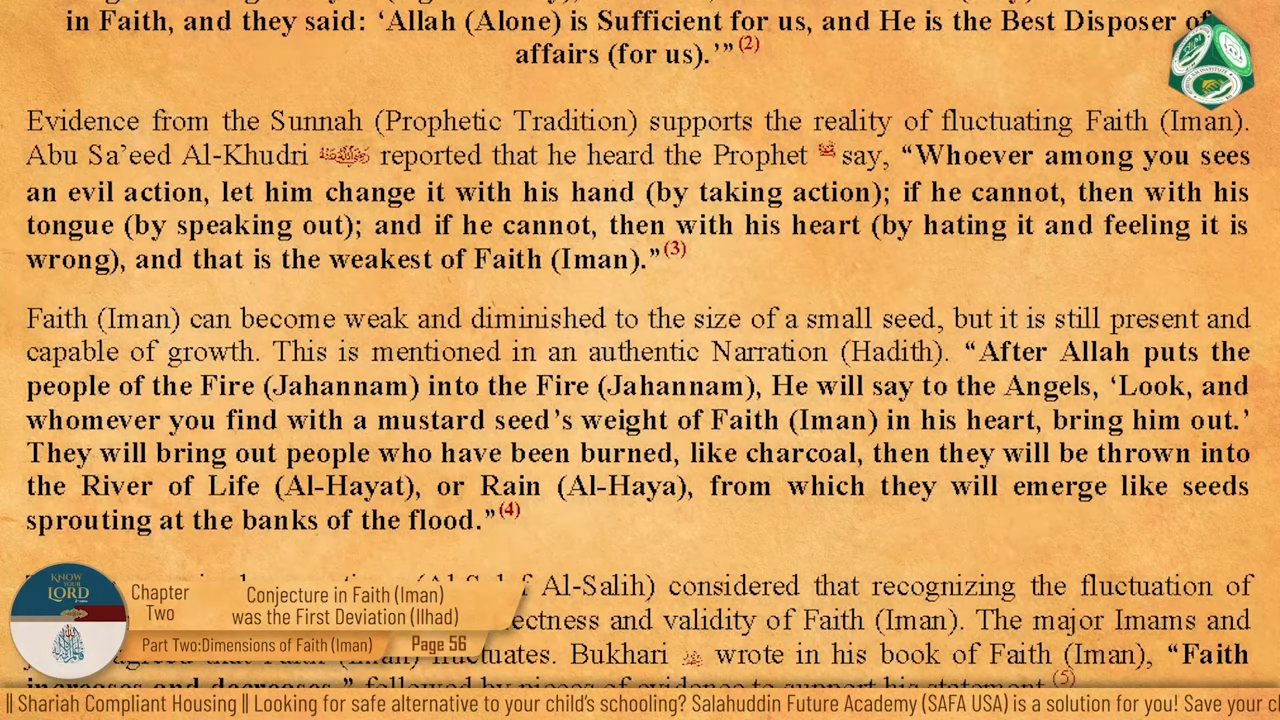 in Faith, and they said: ‘Allah (Alone) is Sufficient for us, and He is the Best Disposer of
affairs (for us).’” (2)
Evidence from the Sunnah (Prophetic Tradition) supports the reality of fluctuating Faith (Iman).
Abu Sa’eed Al-Khudri reported that he heard the Prophet say, “Whoever among you sees
an evil action, let him change it with his hand (by taking action); if he cannot, then with his
tongue (by speaking out); and if he cannot, then with his heart (by hating it and feeling it is
wrong), and that is the weakest of Faith (Iman).” (3)
Faith (Iman) can become weak and diminished to the size of a small seed, but it is still present and
capable of growth. This is mentioned in an authentic Narration (Hadith). “After Allah puts the
people of the Fire (Jahannam) into the Fire (Jahannam), He will say to the Angels, ‘Look, and
whomever you find with a mustard seed’s weight of Faith (Iman) in his heart, bring him out.’
They will bring out people who have been burned, like charcoal, then they will be thrown into
the River of Life (Al-Hayat), or Rain (Al-Haya), from which they will emerge like seeds
sprouting at the banks of the flood.” (4)
Al-Salih) considered that recognizing the fluctuation of
and validity of Faith (Iman). The major Imams and
fluctuates. Bukhari wrote in his book of Faith (Iman), “Faith
increases and decreases,” followed by pieces of evidence to support his statement. (5)
KNOW
YOUR
LORD
Chapter
Two
Conjecture in Faith (Iman)
was the First Deviation (Ilhad)
Part Two:Dimensions of Faith (Iman)
Page 56
|| Shariah Compliant Housing || Looking for safe alternative to your child’s schooling? Salahuddin Future Academy (SAFA USA) is a solution for you! Save your